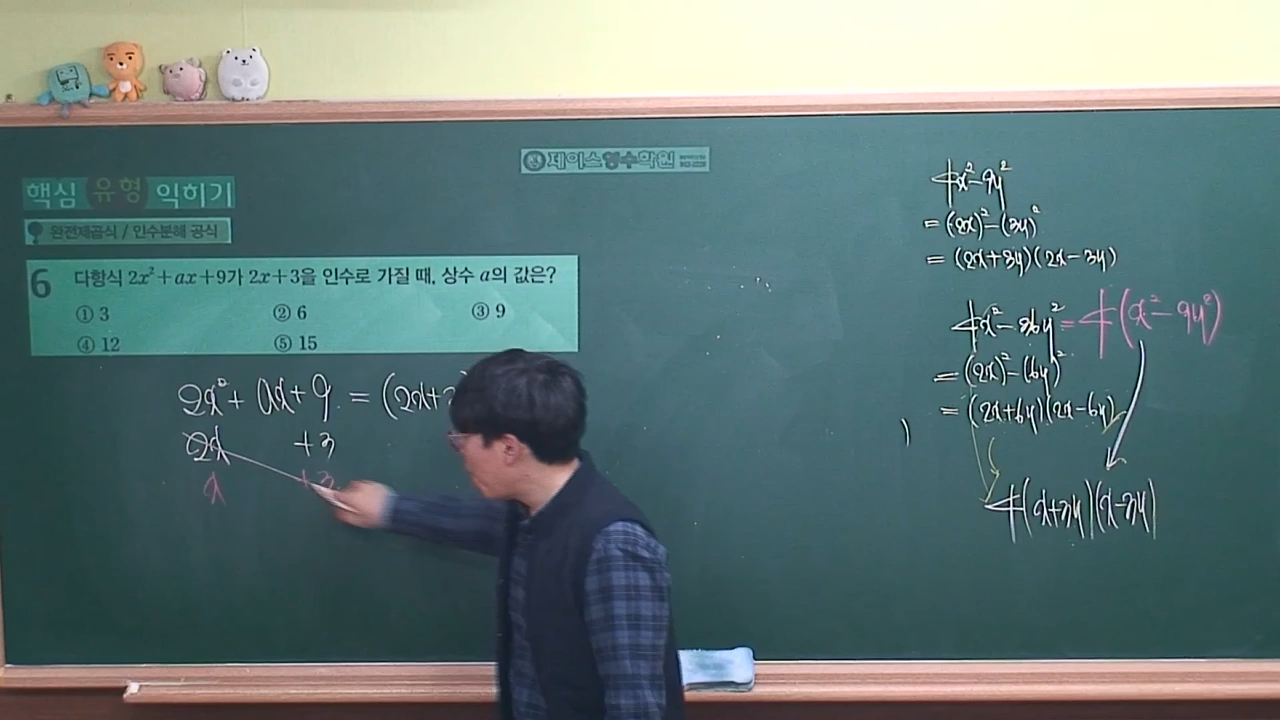 제이스영수학원
핵심 유형 익히기
완전제곱식 / 인수분해 공식
6 다항식 2x²+ax+9가 2x+3을 인수로 가질 때, 상수 a의 값은?
① 3 ② 6 ③ 9
④ 12 ⑤ 15
2x²+ax+9=(2x+
2x +3
x +3
4x²-9y²
=(2x)²-(3y)²
=(2x+3y)(2x-3y)
4x²-36y²=4(x²-9y²)
=(2x)²-(6y)²
=(2x+6y)(2x-6y)
4(x+3y)(x-3y)